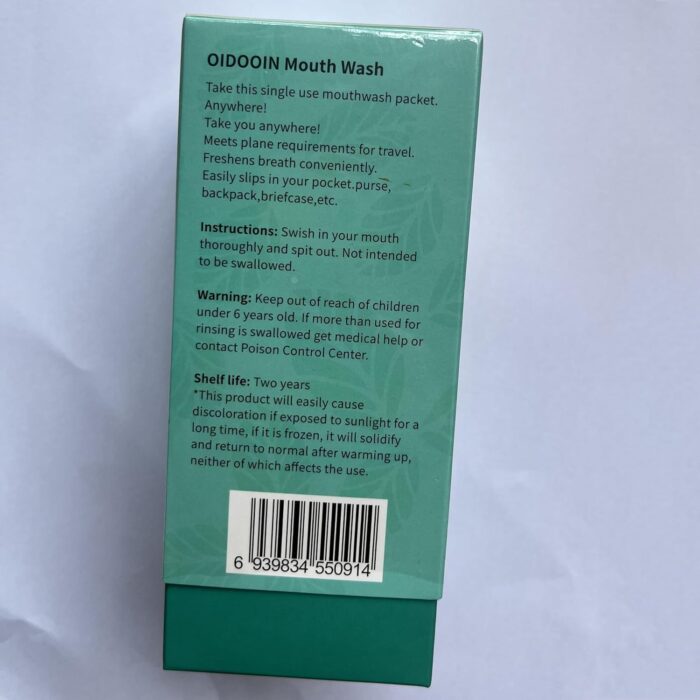 OIDOOIN Mouth Wash
Take this single use mouthwash packet.
Anywhere!
Take you anywhere!
Meets plane requirements for travel.
Freshens breath conveniently.
Easily slips in your pocket.purse,
backpack,briefcase,etc.
Instructions: Swish in your mouth
thoroughly and spit out. Not intended
to be swallowed.
Warning: Keep out of reach of children
under 6 years old. If more than used for
rinsing is swallowed get medical help or
contact Poison Control Center.
Shelf life: Two years
*This product will easily cause
discoloration if exposed to sunlight for a
long time, if it is frozen, it will solidify
and return to normal after warming up,
neither of which affects the use.
6 939834 550914